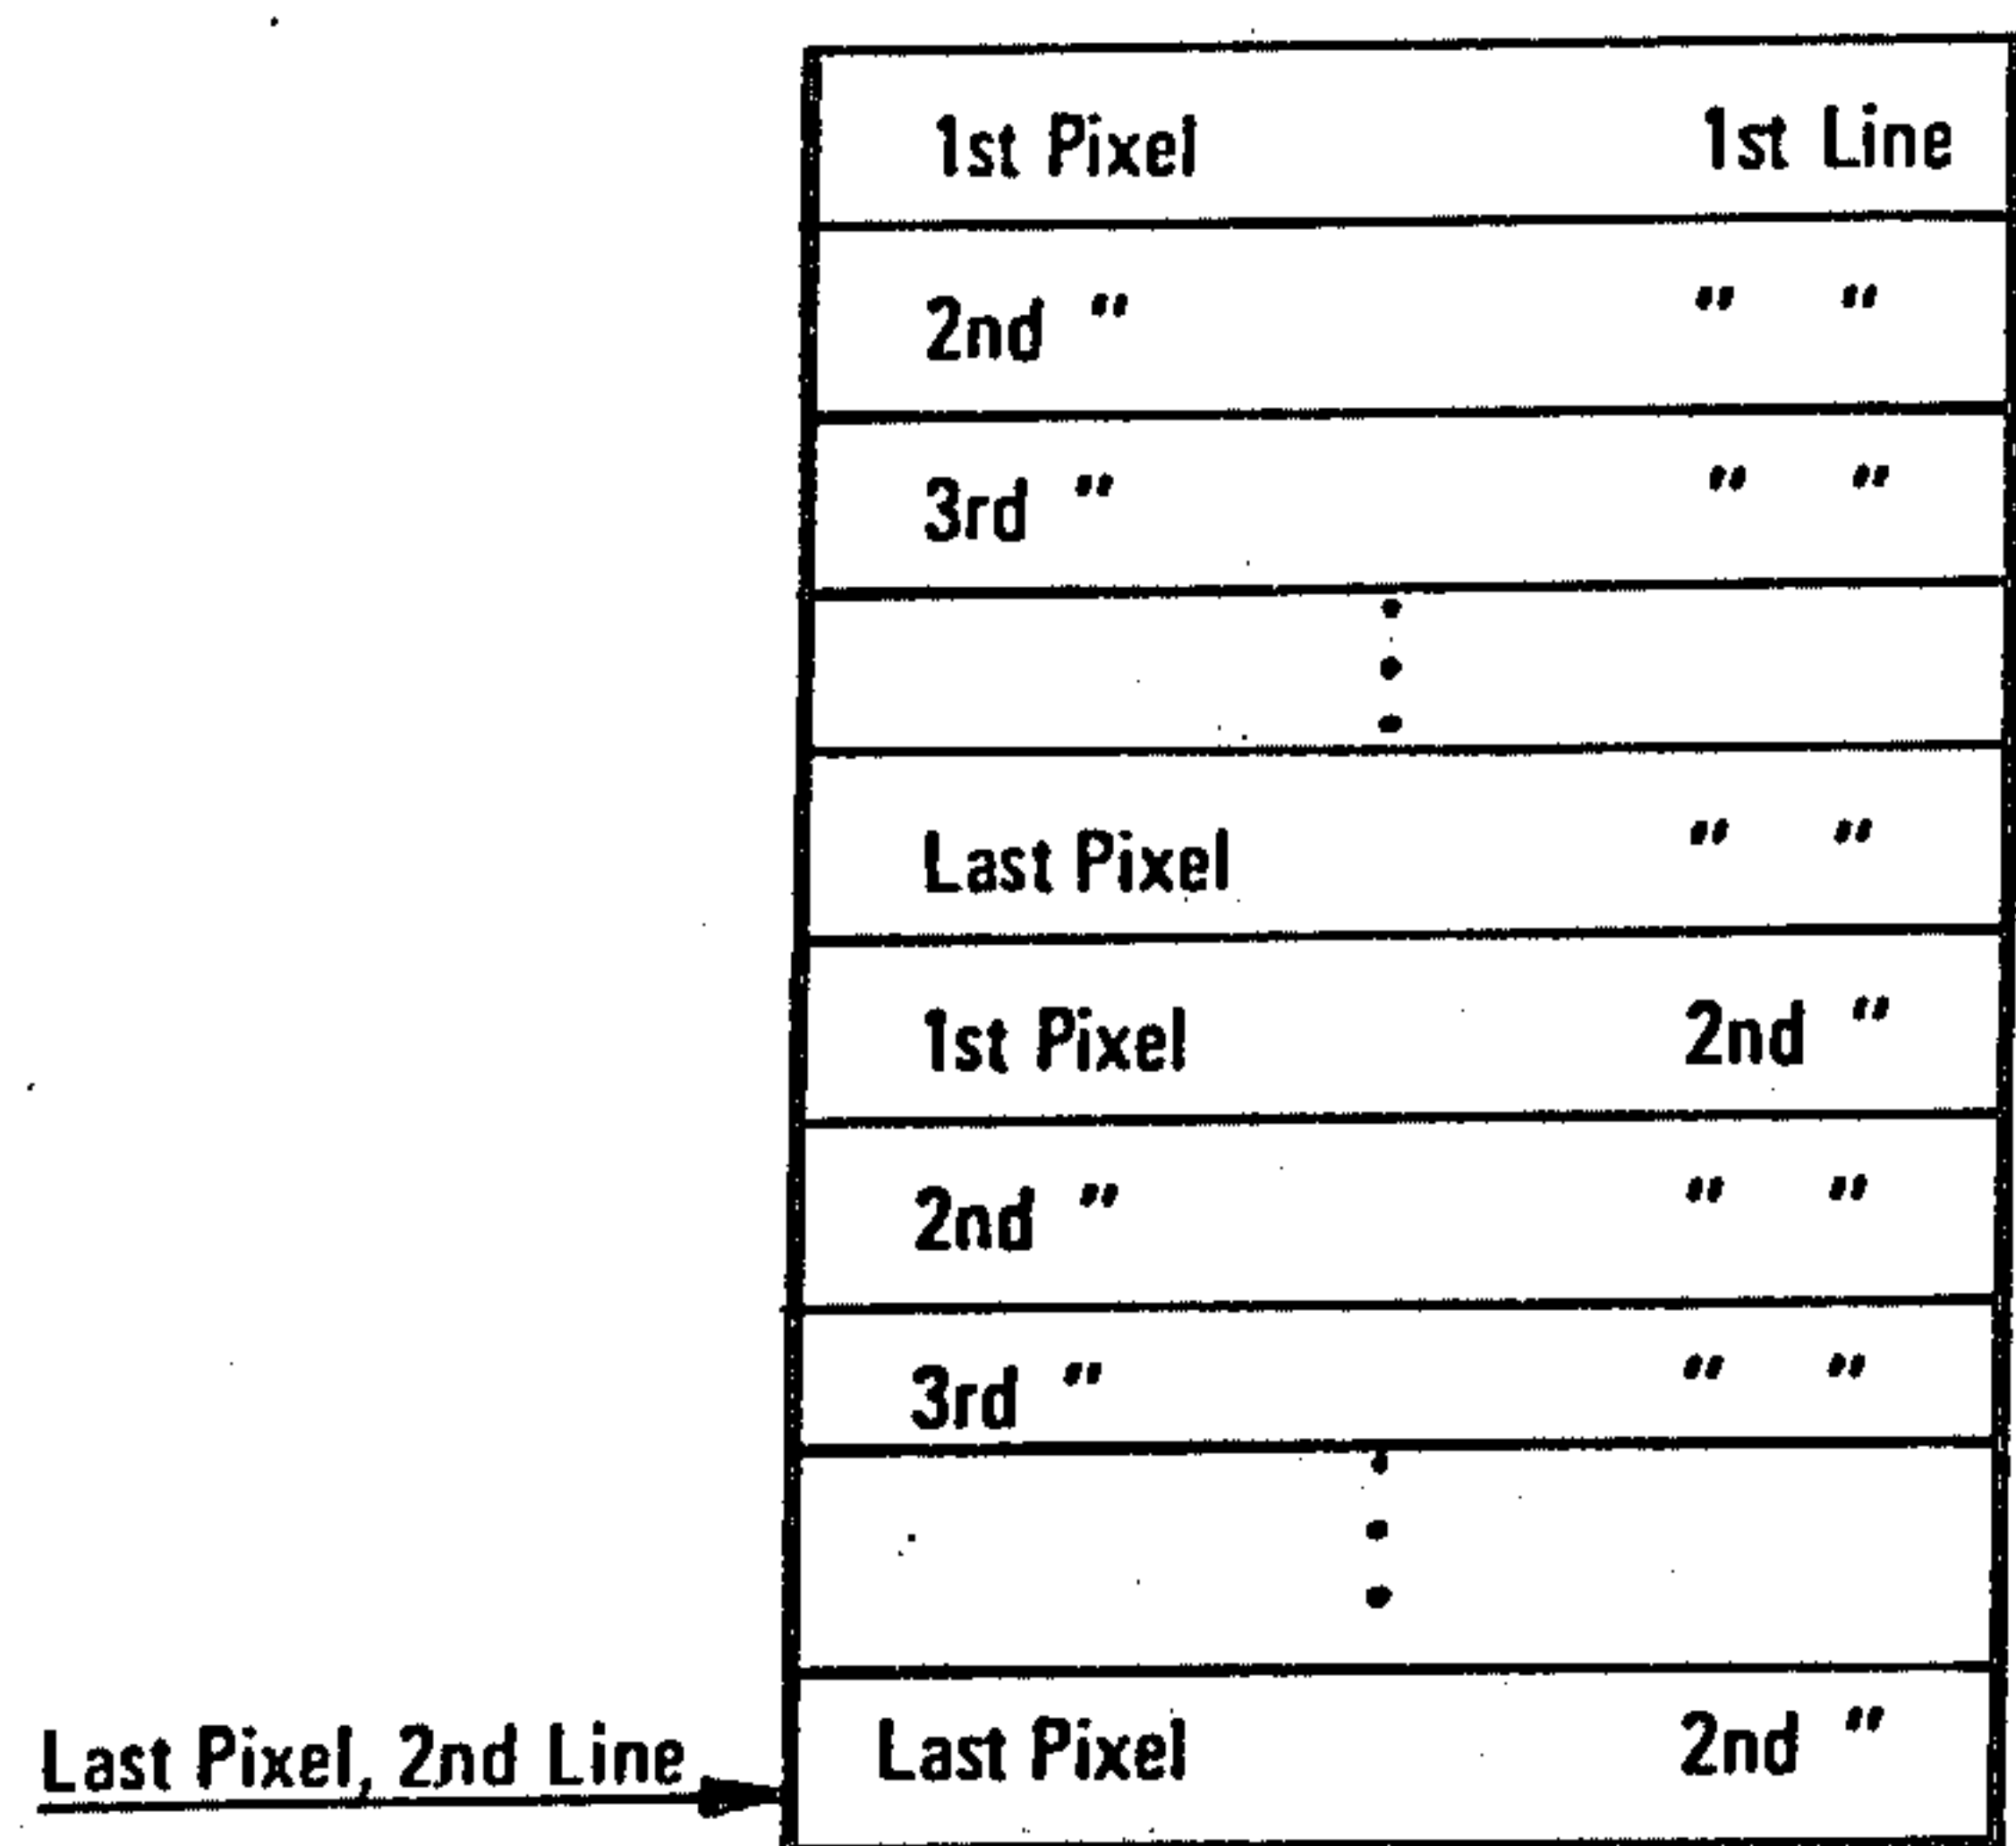 1st Pixel 1st Line
2nd " " "
3rd " " "
Last Pixel " "
1st Pixel 2nd "
2nd " " "
3rd " " "
Last Pixel, 2nd Line Last Pixel 2nd "